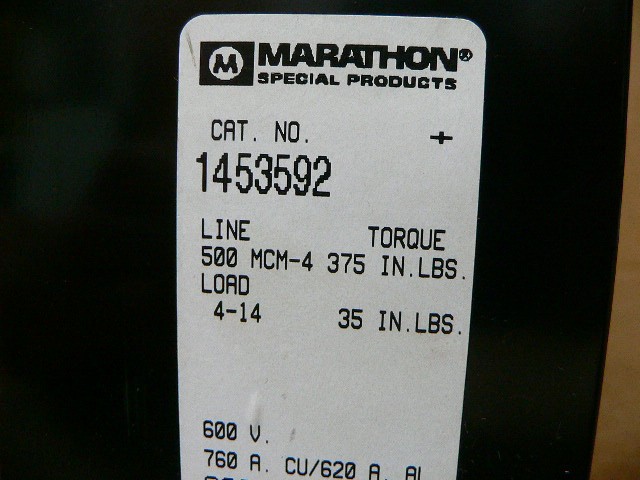 M MARATHON®
SPECIAL PRODUCTS
CAT. NO. +
1453592
LINE TORQUE
500 MCM-4 375 IN.LBS.
LOAD
4-14 35 IN.LBS.
600 V.
760 A. CU/620 A. AL